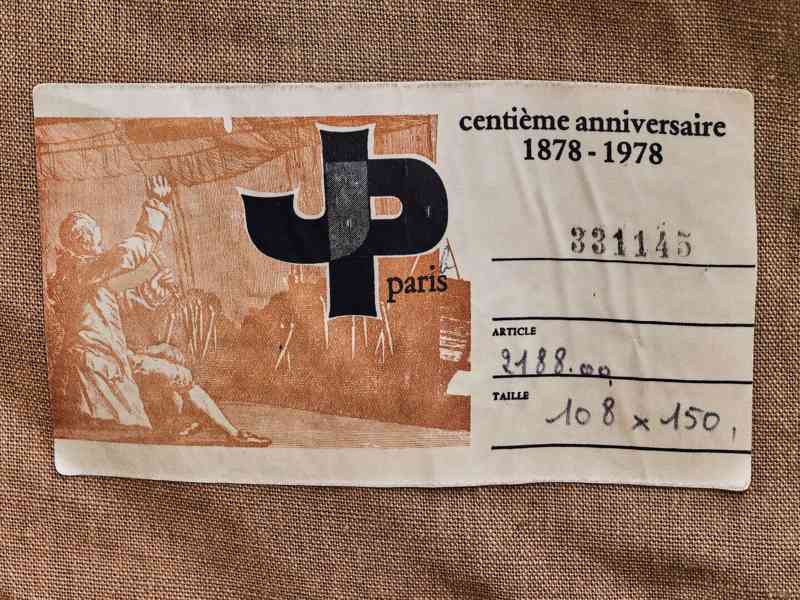 JP
paris
centième anniversaire
1878 - 1978
331145
ARTICLE
2188.00
TAILLE
108 x 150